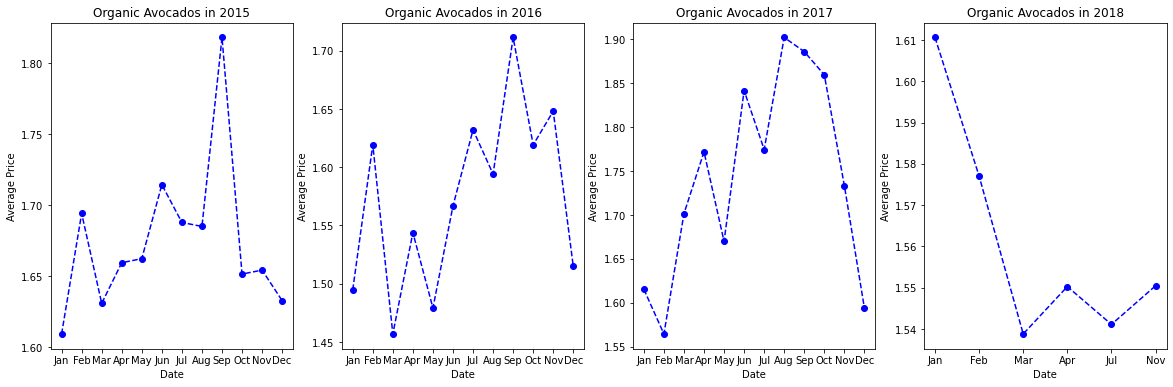 Organic Avocados in 2015
1.80
1.75
1.70
1.65
1.60
Average Price
Jan Feb Mar Apr May Jun Jul Aug Sep Oct Nov Dec
Date
Organic Avocados in 2016
1.70
1.65
1.60
1.55
1.50
1.45
Average Price
Jan Feb Mar Apr May Jun Jul Aug Sep Oct Nov Dec
Date
Organic Avocados in 2017
1.90
1.85
1.80
1.75
1.70
1.65
1.60
1.55
Average Price
Jan Feb Mar Apr May Jun Jul Aug Sep Oct Nov Dec
Date
Organic Avocados in 2018
1.61
1.60
1.59
1.58
1.57
1.56
1.55
1.54
Average Price
Jan Feb Mar Apr Jul Nov
Date